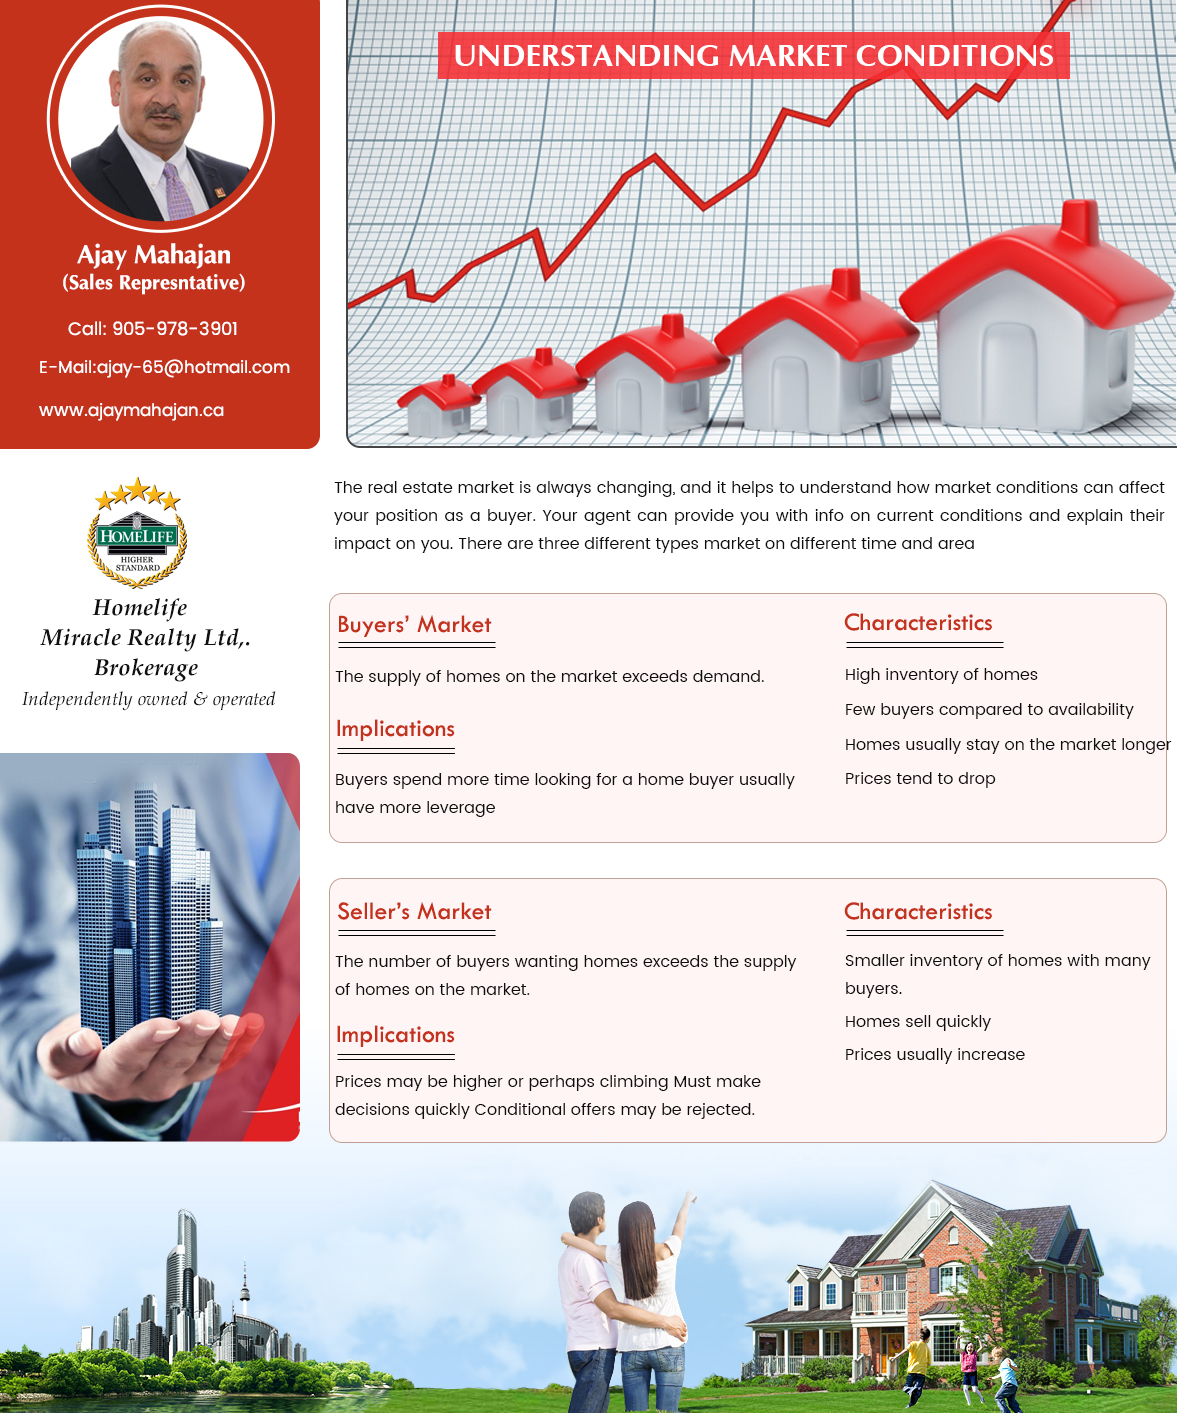 Ajay Mahajan
(Sales Represntative)
Call: 905-978-3901
E-Mail:ajay-65@hotmail.com
www.ajaymahajan.ca
UNDERSTANDING MARKET CONDITIONS
HOMELIFE
HIGHER
STANDARD
Homelife
Miracle Realty Ltd,.
Brokerage
Independently owned & operated
The real estate market is always changing, and it helps to understand how market conditions can affect
your position as a buyer. Your agent can provide you with info on current conditions and explain their
impact on you. There are three different types market on different time and area
Buyers’ Market
The supply of homes on the market exceeds demand.
Implications
Buyers spend more time looking for a home buyer usually
have more leverage
Characteristics
High inventory of homes
Few buyers compared to availability
Homes usually stay on the market longer
Prices tend to drop
Seller’s Market
The number of buyers wanting homes exceeds the supply
of homes on the market.
Implications
Prices may be higher or perhaps climbing Must make
decisions quickly Conditional offers may be rejected.
Characteristics
Smaller inventory of homes with many
buyers.
Homes sell quickly
Prices usually increase